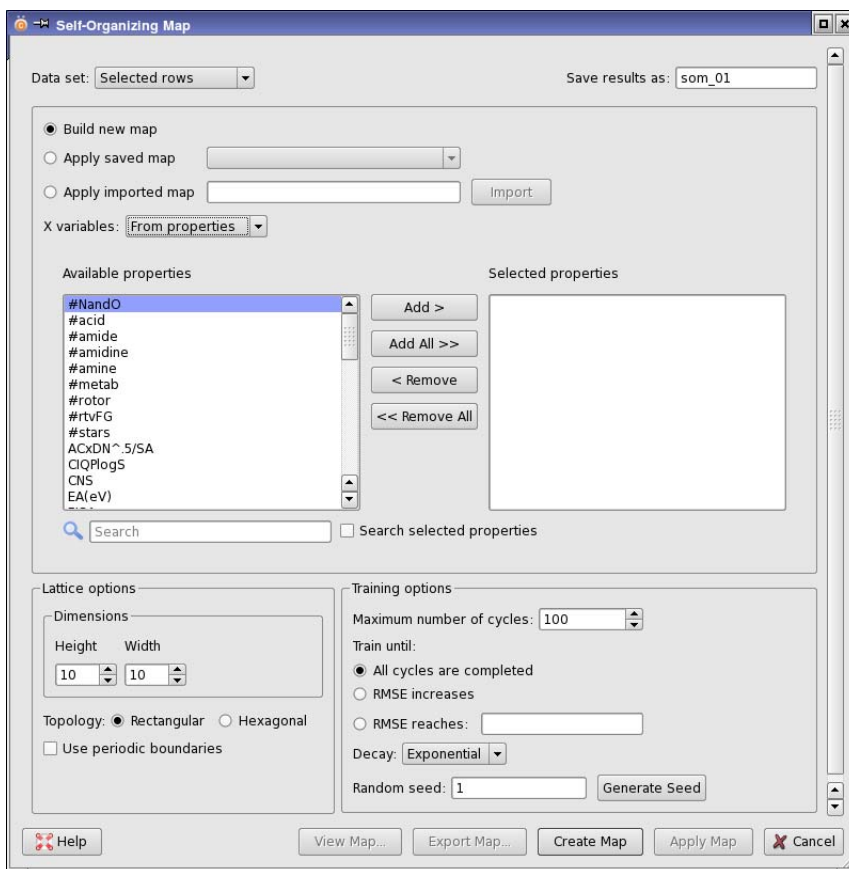 Self-Organizing Map
Data set: Selected rows Save results as: som_01
Build new map
Apply saved map
Apply imported map Import
X variables: From properties
Available properties Selected properties
#NandO
#acid
#amide
#amidine
#amine
#metab
#rotor
#rtvFG
#stars
ACxDN^.5/SA
CIQPlogS
CNS
EA(eV)
Add >
Add All >>
< Remove
<< Remove All
Search Search selected properties
Lattice options
Dimensions
Height Width
10 10
Topology: Rectangular Hexagonal
Use periodic boundaries
Training options
Maximum number of cycles: 100
Train until:
All cycles are completed
RMSE increases
RMSE reaches:
Decay: Exponential
Random seed: 1 Generate Seed
Help View Map... Export Map... Create Map Apply Map Cancel